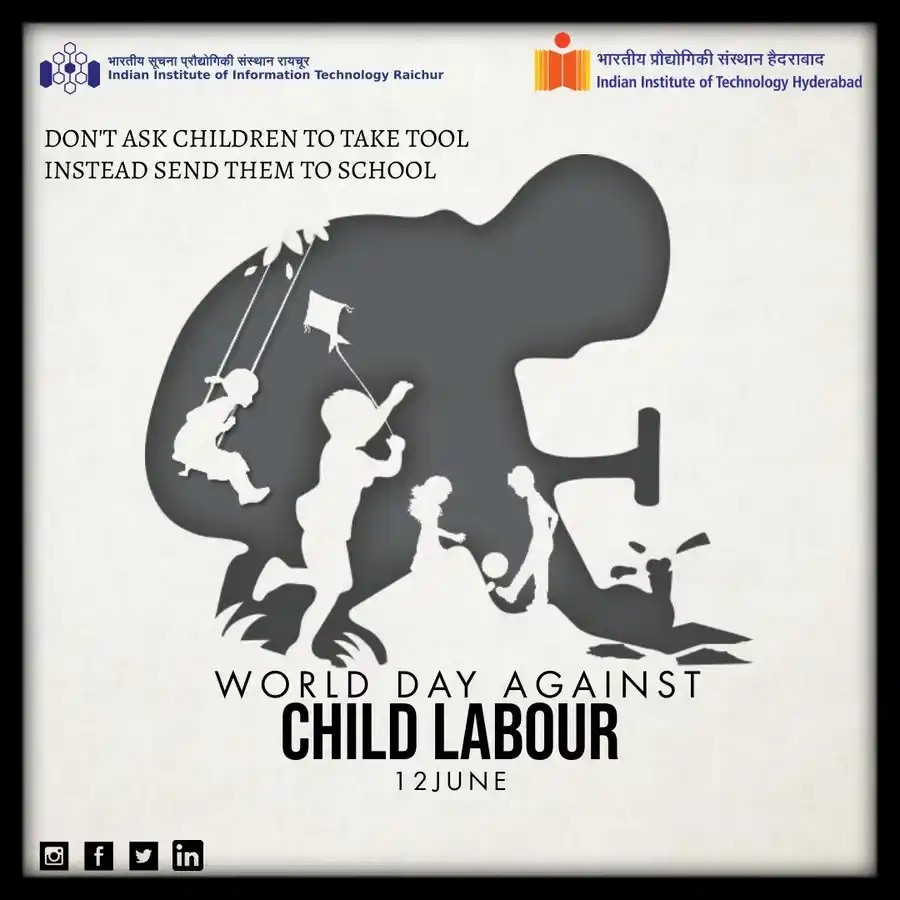 भारतीय सूचना प्रौद्योगिकी संस्थान रायचूर
Indian Institute of Information Technology Raichur
भारतीय प्रौद्योगिकी संस्थान हैदराबाद
Indian Institute of Technology Hyderabad
DON'T ASK CHILDREN TO TAKE TOOL
INSTEAD SEND THEM TO SCHOOL
WORLD DAY AGAINST
CHILD LABOUR
12JUNE